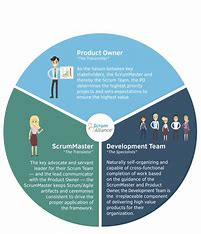 Product Owner
"The Transmitter"
As the liaison between key
stakeholders, the ScrumMaster and
thereby the Scrum Team, the PO
determines the highest priority
projects and sets expectations to
ensure the highest value.
Scrum
Alliance
ScrumMaster
"The Translator"
The key advocate and servant
leader for their Scrum Team
— and the lead communicator
with the Product Owner — the
ScrumMaster keeps Scrum/Agile
artifacts and ceremonies
consistent to drive the proper
application of the
framework.
Development Team
"The Specialists"
Naturally self-organizing and
capable of cross-functional
completion of work based
on the guidance of the
ScrumMaster and Product
Owner, the Development Team is
the irreplaceable component
of delivering high value
products for their
organization.